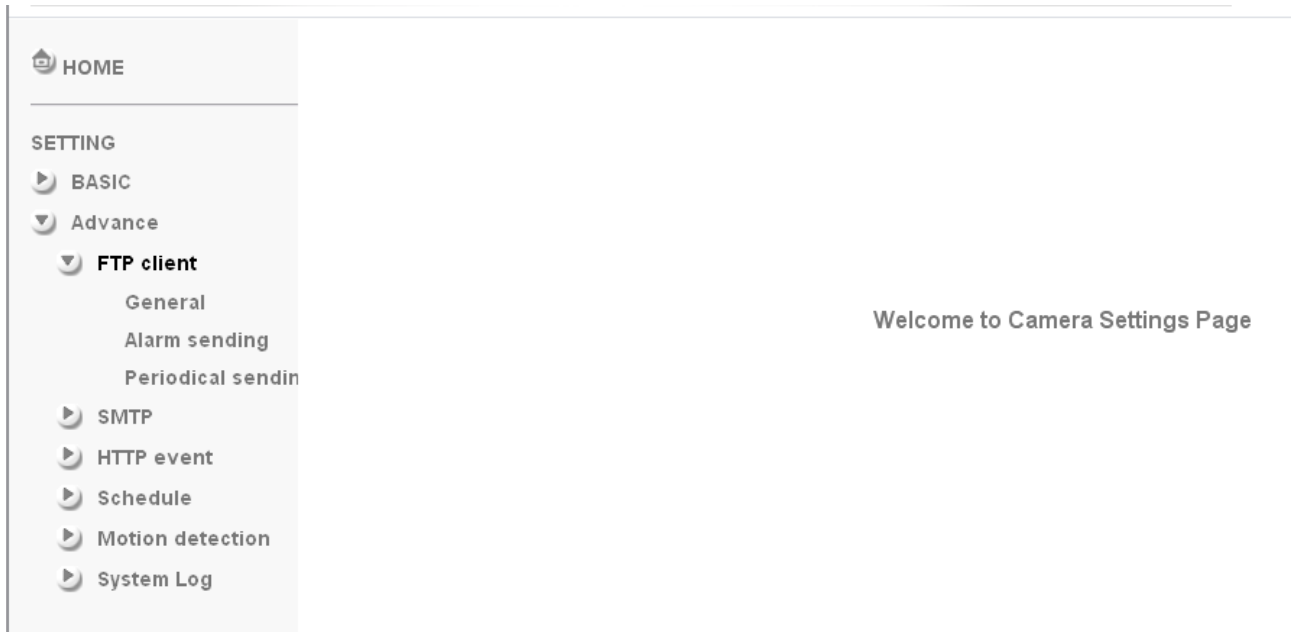 HOME
SETTING
BASIC
Advance
FTP client
General
Alarm sending
Periodical sendin
SMTP
HTTP event
Schedule
Motion detection
System Log
Welcome to Camera Settings Page